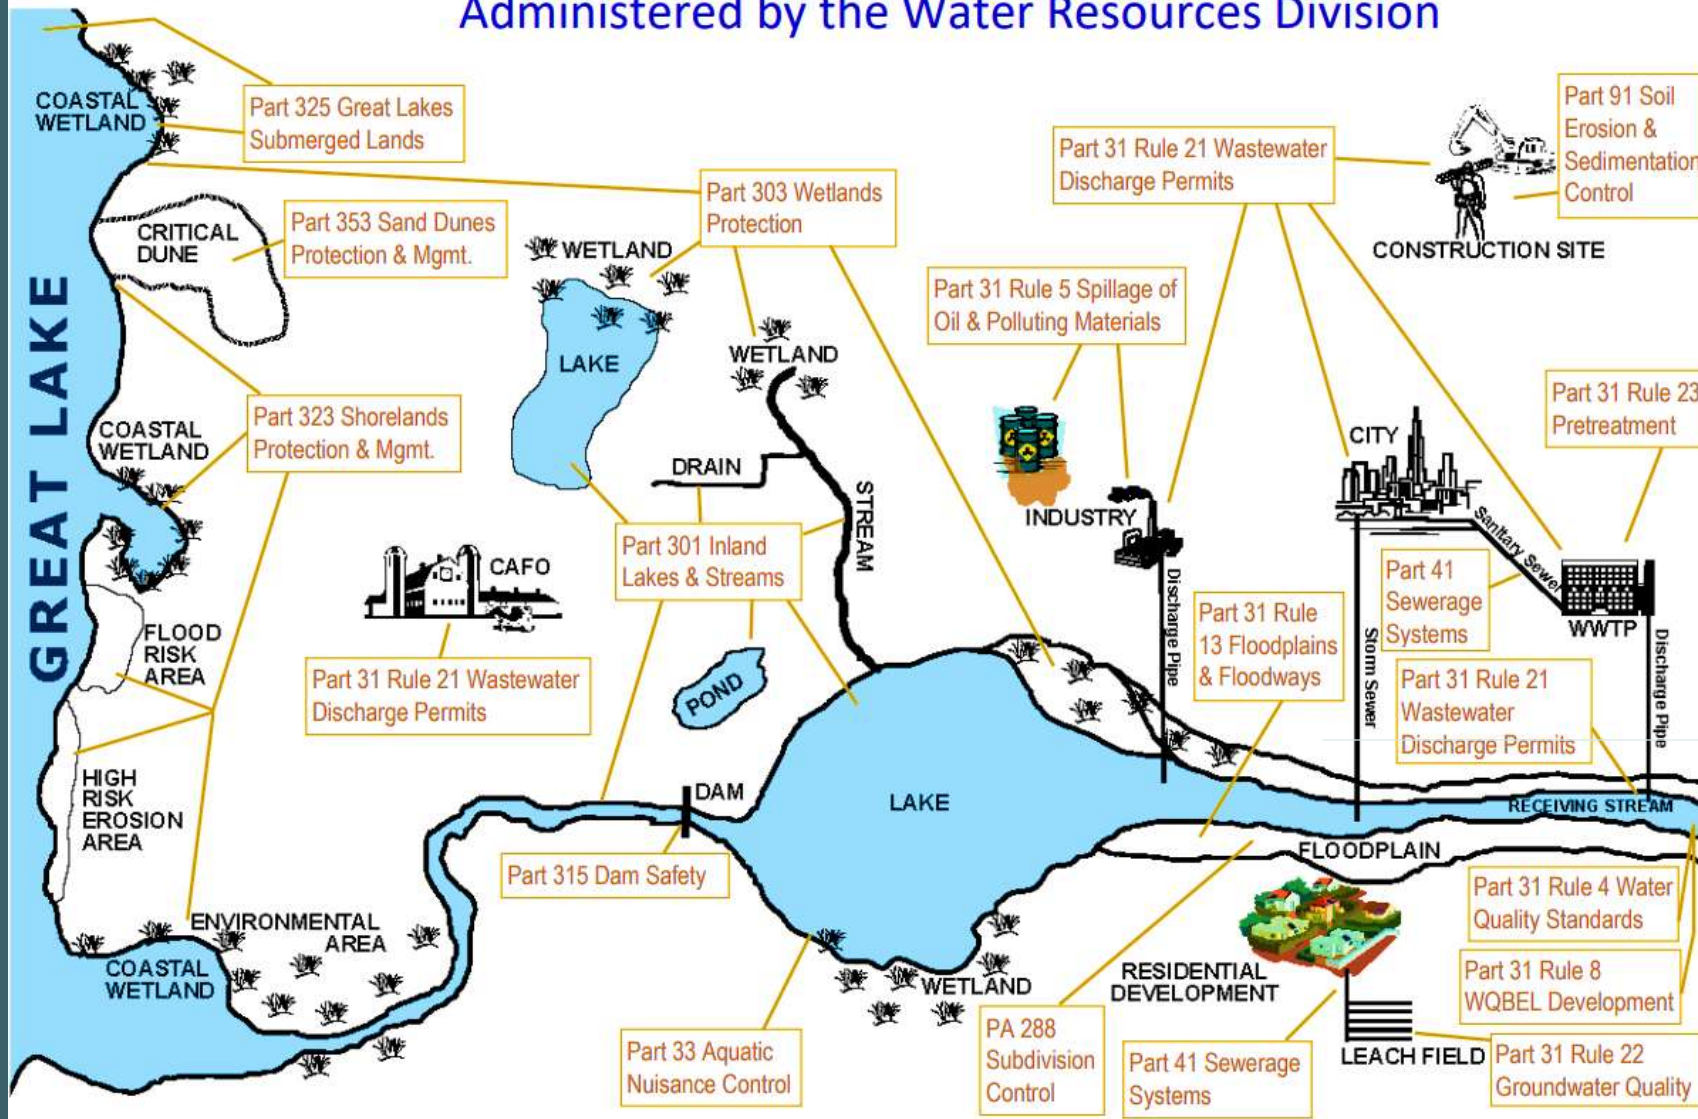 Administered by the Water Resources Division
COASTAL
WETLAND
Part 325 Great Lakes
Submerged Lands
Part 31 Rule 21 Wastewater
Discharge Permits
Part 91 Soil
Erosion &
Sedimentation
Control
CONSTRUCTION SITE
Part 303 Wetlands
Protection
CRITICAL
DUNE
Part 353 Sand Dunes
Protection & Mgmt.
WETLAND
LAKE
Part 31 Rule 5 Spillage of
Oil & Polluting Materials
WETLAND
GREAT LAKE
Part 323 Shorelands
Protection & Mgmt.
COASTAL
WETLAND
DRAIN
STREAM
INDUSTRY
CITY
Part 31 Rule 23
Pretreatment
Sanitary Sewer
Part 41
Sewerage
Systems
WWTP
CAFO
Part 301 Inland
Lakes & Streams
Discharge Pipe
Part 31 Rule
13 Floodplains
& Floodways
Storm Sewer
Discharge Pipe
FLOOD
RISK
AREA
Part 31 Rule 21 Wastewater
Discharge Permits
POND
Part 31 Rule 21
Wastewater
Discharge Permits
HIGH
RISK
EROSION
AREA
DAM
LAKE
RECEIVING STREAM
FLOODPLAIN
Part 315 Dam Safety
Part 31 Rule 4 Water
Quality Standards
ENVIRONMENTAL
AREA
COASTAL
WETLAND
WETLAND
RESIDENTIAL
DEVELOPMENT
Part 31 Rule 8
WQBEL Development
Part 33 Aquatic
Nuisance Control
PA 288
Subdivision
Control
Part 41 Sewerage
Systems
LEACH FIELD
Part 31 Rule 22
Groundwater Quality